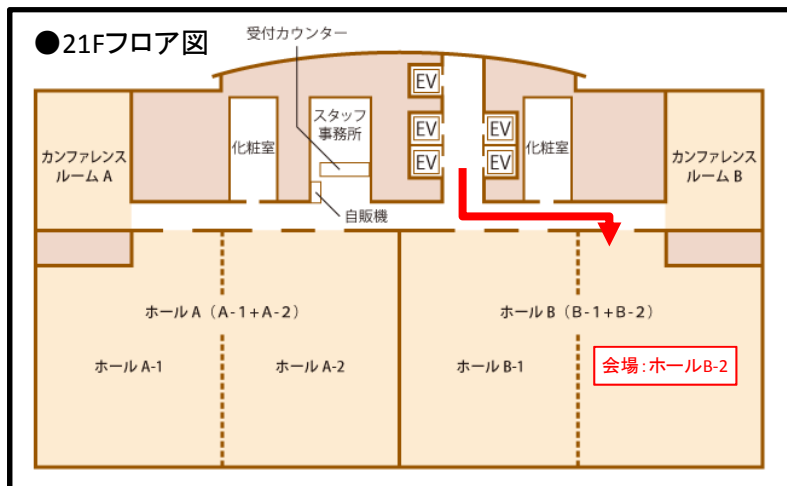 ●21Fフロア図
受付カウンター
EV
スタッフ
事務所
EV
EV
化粧室
化粧室
カンファレンス
ルーム A
カンファレンス
ルーム B
EV
EV
自販機
ホール A（A-1+A-2）
ホール B（B-1+B-2）
ホール A-1
ホール A-2
ホール B-1
会場：ホールB-2